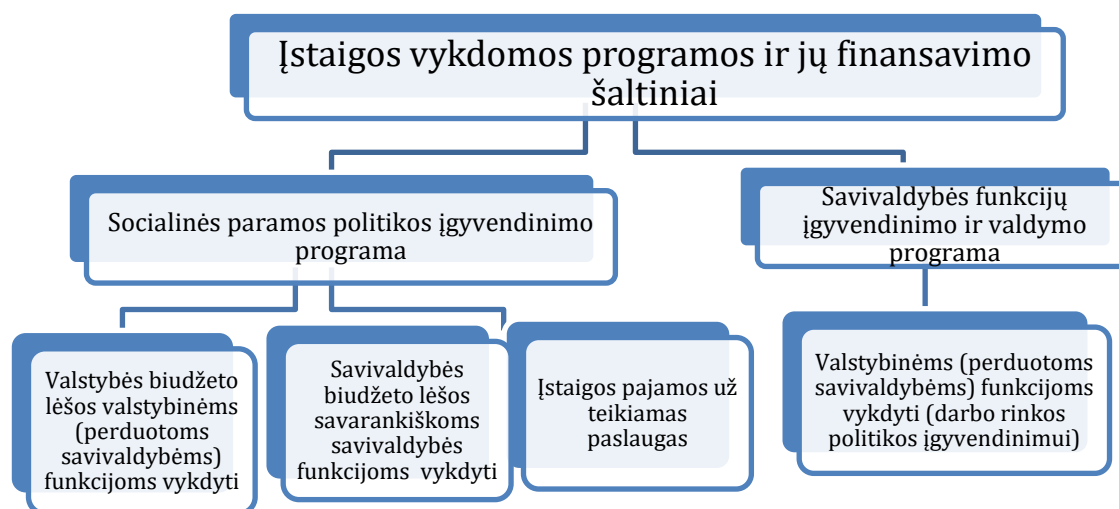 Įstaigos vykdomos programos ir jų finansavimo
šaltiniai
Socialinės paramos politikos įgyvendinimo
programa
Savivaldybės funkcijų
įgyvendinimo ir valdymo
programa
Valstybės biudžeto
lėšos valstybinėms
(perduotoms
savivaldybėms)
funkcijoms vykdyti
Savivaldybės
biudžeto lėšos
savarankiškoms
savivaldybės
funkcijoms vykdyti
Įstaigos pajamos už
teikiamas
paslaugas
Valstybinėms (perduotoms
savivaldybėms) funkcijoms
vykdyti (darbo rinkos
politikos įgyvendinimui)